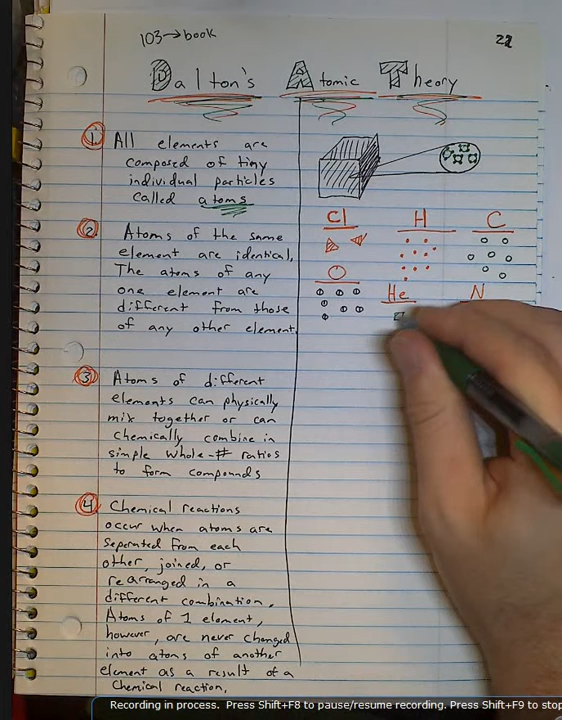 103→book
22
Dalton's Atomic Theory
1 All elements are
composed of tiny
individual particles
called atoms
2 Atoms of the same
element are identical.
The atoms of any
one element are
different from those
of any other element.
3 Atoms of different
elements can physically
mix together or can
chemically combine in
simple whole-# ratios
to form compounds
4 Chemical reactions
occur when atoms are
seperated from each
other, joined, or
rearranged in a
different combination.
Atoms of 1 element,
however, are never changed
into atoms of another
element as a result of a
chemical reaction.
Cl H C
O He N
Recording in process. Press Shift+F8 to pause/resume recording. Press Shift+F9 to stop